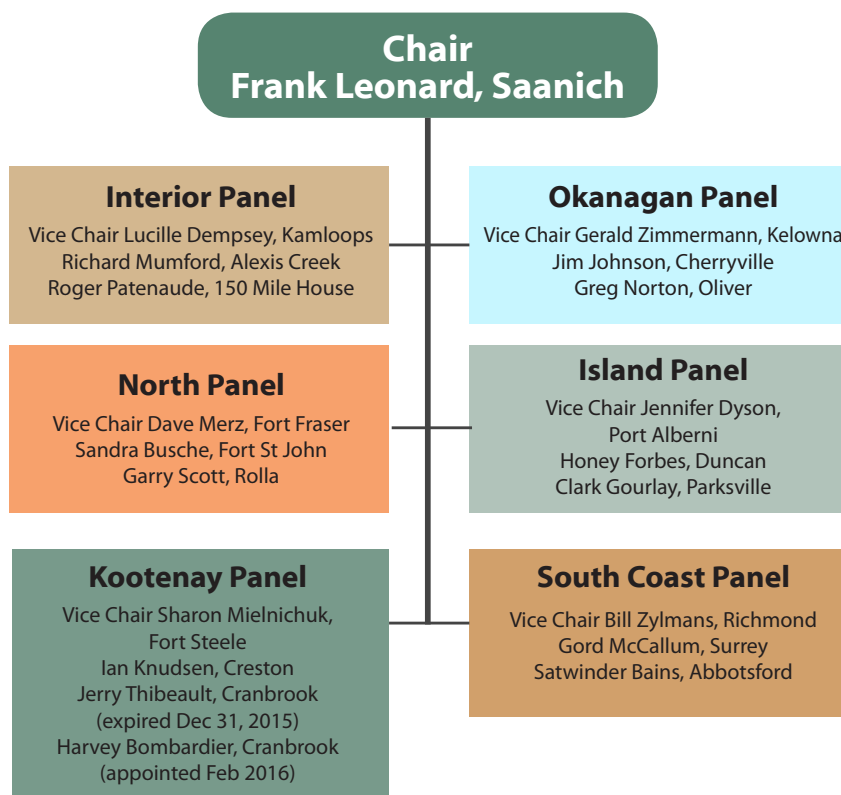 Chair
Frank Leonard, Saanich
Interior Panel
Vice Chair Lucille Dempsey, Kamloops
Richard Mumford, Alexis Creek
Roger Patenaude, 150 Mile House
Okanagan Panel
Vice Chair Gerald Zimmermann, Kelowna
Jim Johnson, Cherryville
Greg Norton, Oliver
North Panel
Vice Chair Dave Merz, Fort Fraser
Sandra Busche, Fort St John
Garry Scott, Rolla
Island Panel
Vice Chair Jennifer Dyson,
Port Alberni
Honey Forbes, Duncan
Clark Gourlay, Parksville
Kootenay Panel
Vice Chair Sharon Mielnichuk,
Fort Steele
Ian Knudsen, Creston
Jerry Thibeault, Cranbrook
(expired Dec 31, 2015)
Harvey Bombardier, Cranbrook
(appointed Feb 2016)
South Coast Panel
Vice Chair Bill Zylmans, Richmond
Gord McCallum, Surrey
Satwinder Bains, Abbotsford